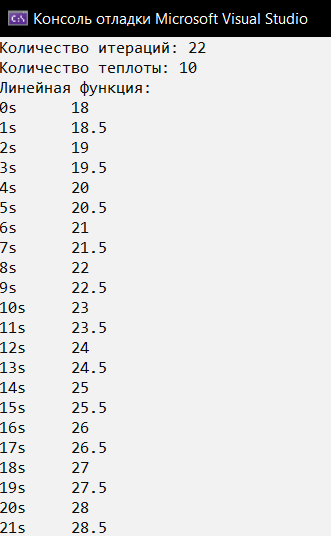 Консоль отладки Microsoft Visual Studio
Количество итераций: 22
Количество теплоты: 10
Линейная функция:
0s 18
1s 18.5
2s 19
3s 19.5
4s 20
5s 20.5
6s 21
7s 21.5
8s 22
9s 22.5
10s 23
11s 23.5
12s 24
13s 24.5
14s 25
15s 25.5
16s 26
17s 26.5
18s 27
19s 27.5
20s 28
21s 28.5